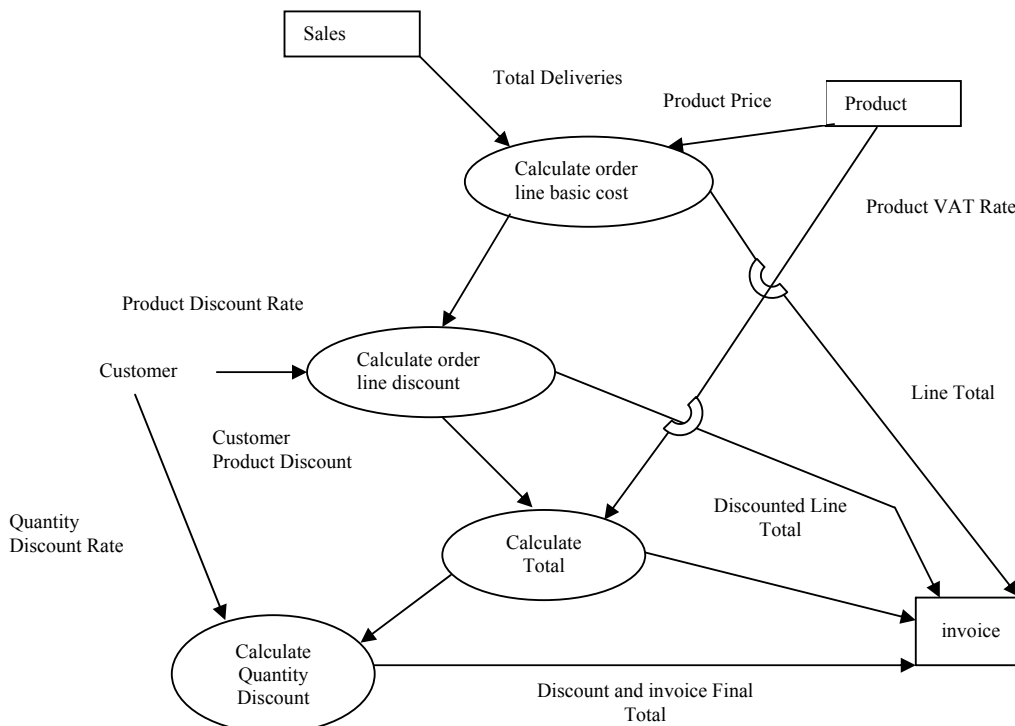 Sales
Total Deliveries
Product Price
Product
Calculate order
line basic cost
Product VAT Rate
Product Discount Rate
Customer
Calculate order
line discount
Line Total
Customer
Product Discount
Quantity
Discount Rate
Discounted Line
Total
Calculate
Total
invoice
Calculate
Quantity
Discount
Discount and invoice Final
Total